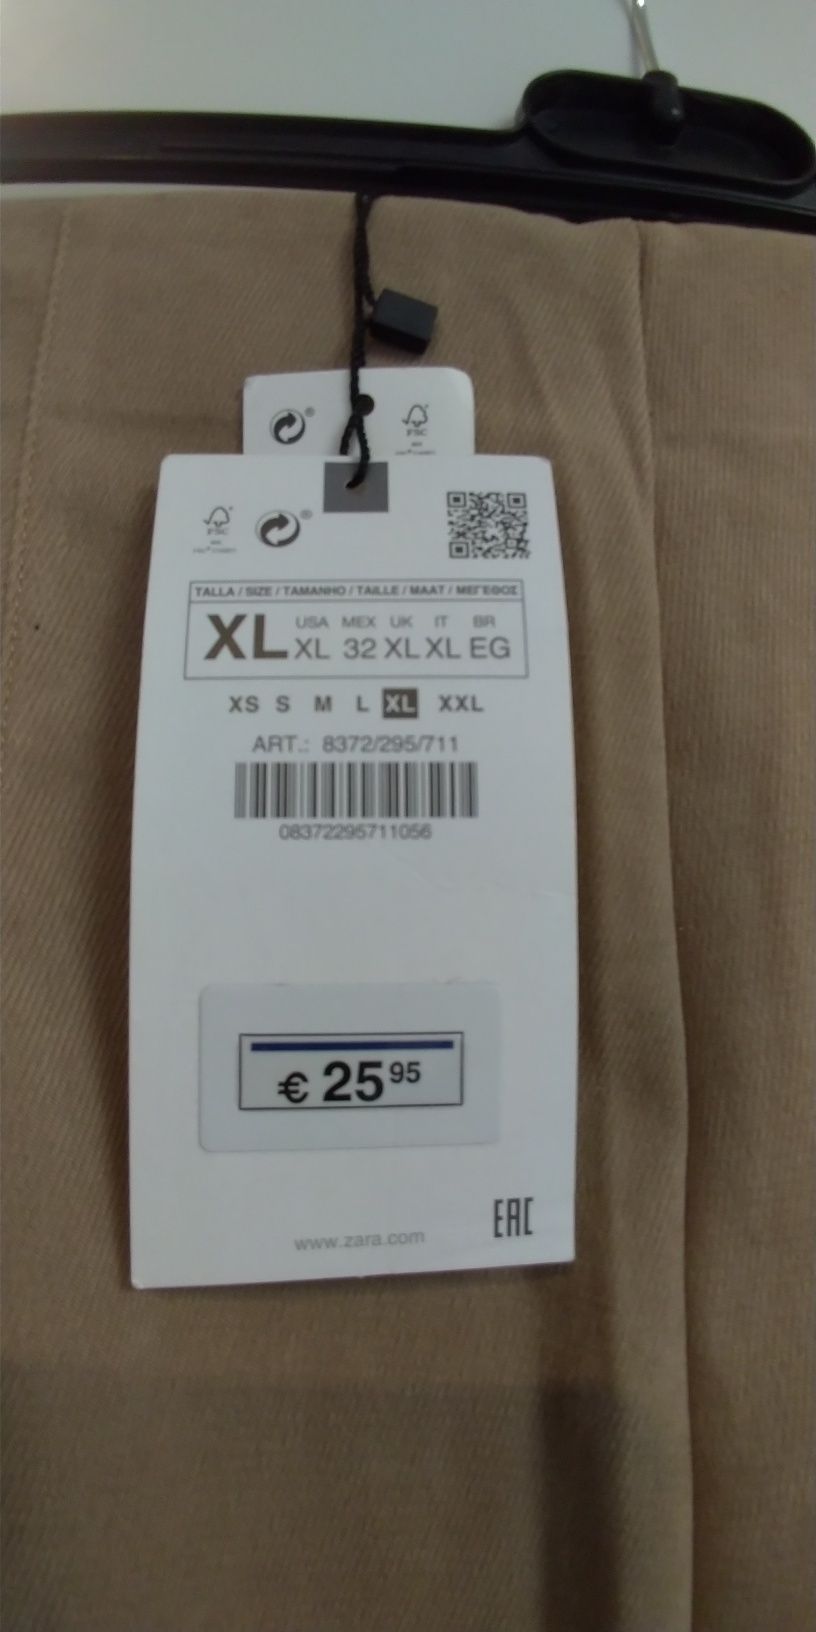 FSC
FSC
TALLA / SIZE / TAMANHO / TAILLE / MAAT / ΜΕΓΕΘΟΣ
USA MEX UK IT BR
XL XL 32 XL XL EG
XS S M L XL XXL
ART.: 8372/295/711
08372295711056
€ 25 95
www.zara.com
EAC